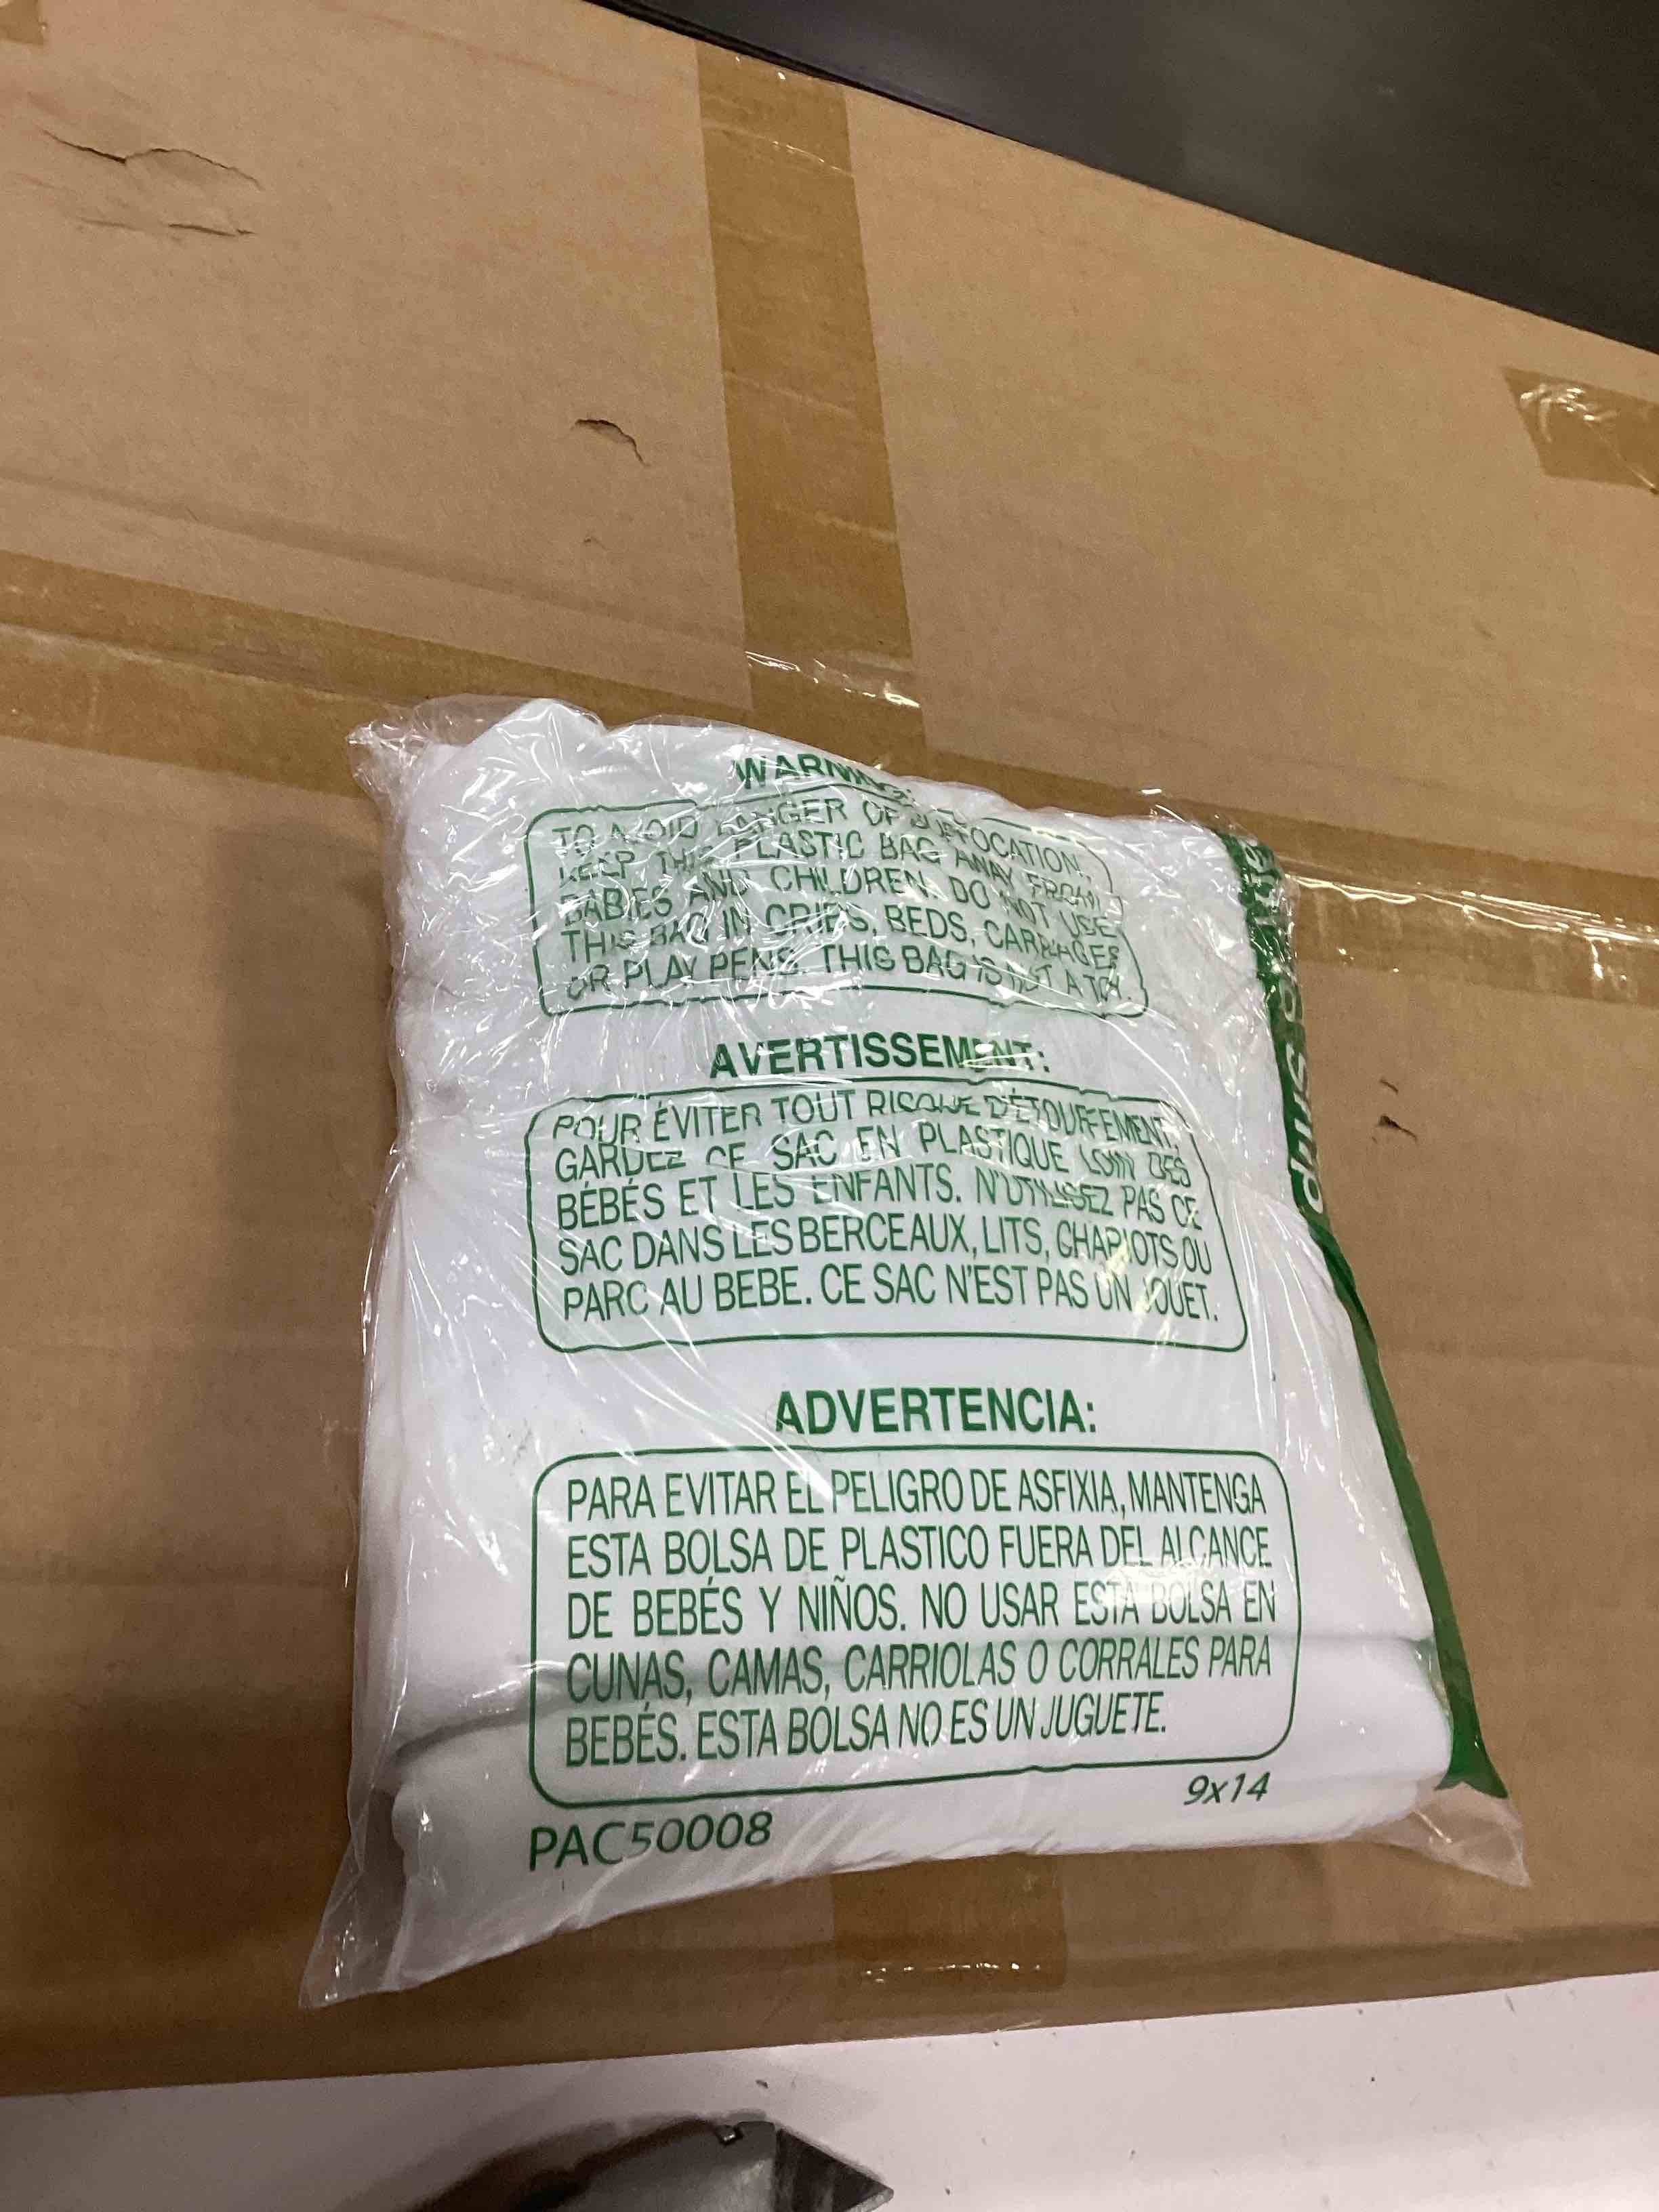 WARNING:
TO AVOID DANGER OF SUFFOCATION,
KEEP THIS PLASTIC BAG AWAY FROM
BABIES AND CHILDREN. DO NOT USE
THIS BAG IN CRIBS, BEDS, CARRIAGES
OR PLAY PENS. THIS BAG IS NOT A TOY.
AVERTISSEMENT:
POUR ÉVITER TOUT RISQUE D'ÉTOUFFEMENT,
GARDEZ CE SAC EN PLASTIQUE LOIN DES
BÉBÉS ET LES ENFANTS. N'UTILISEZ PAS CE
SAC DANS LES BERCEAUX, LITS, CHARIOTS OU
PARC AU BEBE. CE SAC N'EST PAS UN JOUET.
ADVERTENCIA:
PARA EVITAR EL PELIGRO DE ASFIXIA, MANTENGA
ESTA BOLSA DE PLASTICO FUERA DEL ALCANCE
DE BEBÉS Y NIÑOS. NO USAR ESTA BOLSA EN
CUNAS, CAMAS, CARRIOLAS O CORRALES PARA
BEBÉS. ESTA BOLSA NO ES UN JUGUETE.
9x14
PAC50008